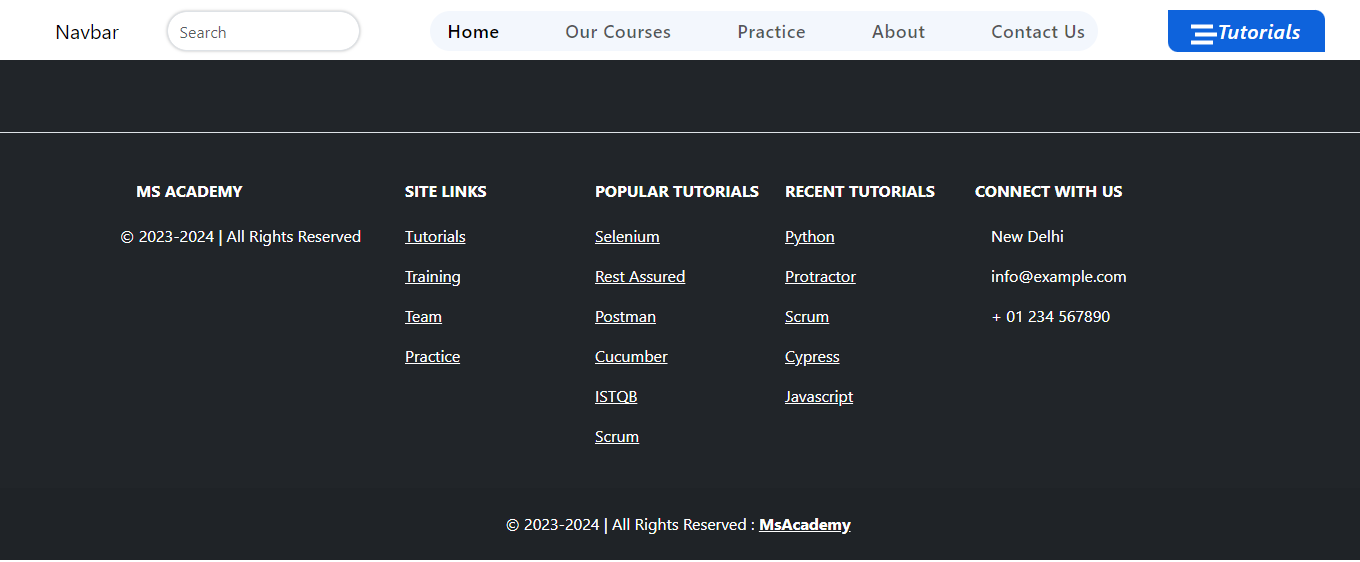 Navbar
Search
Home
Our Courses
Practice
About
Contact Us
Tutorials
MS ACADEMY
© 2023-2024 | All Rights Reserved
SITE LINKS
Tutorials
Training
Team
Practice
POPULAR TUTORIALS
Selenium
Rest Assured
Postman
Cucumber
ISTQB
Scrum
RECENT TUTORIALS
Python
Protractor
Scrum
Cypress
Javascript
CONNECT WITH US
New Delhi
info@example.com
+ 01 234 567890
© 2023-2024 | All Rights Reserved : MsAcademy